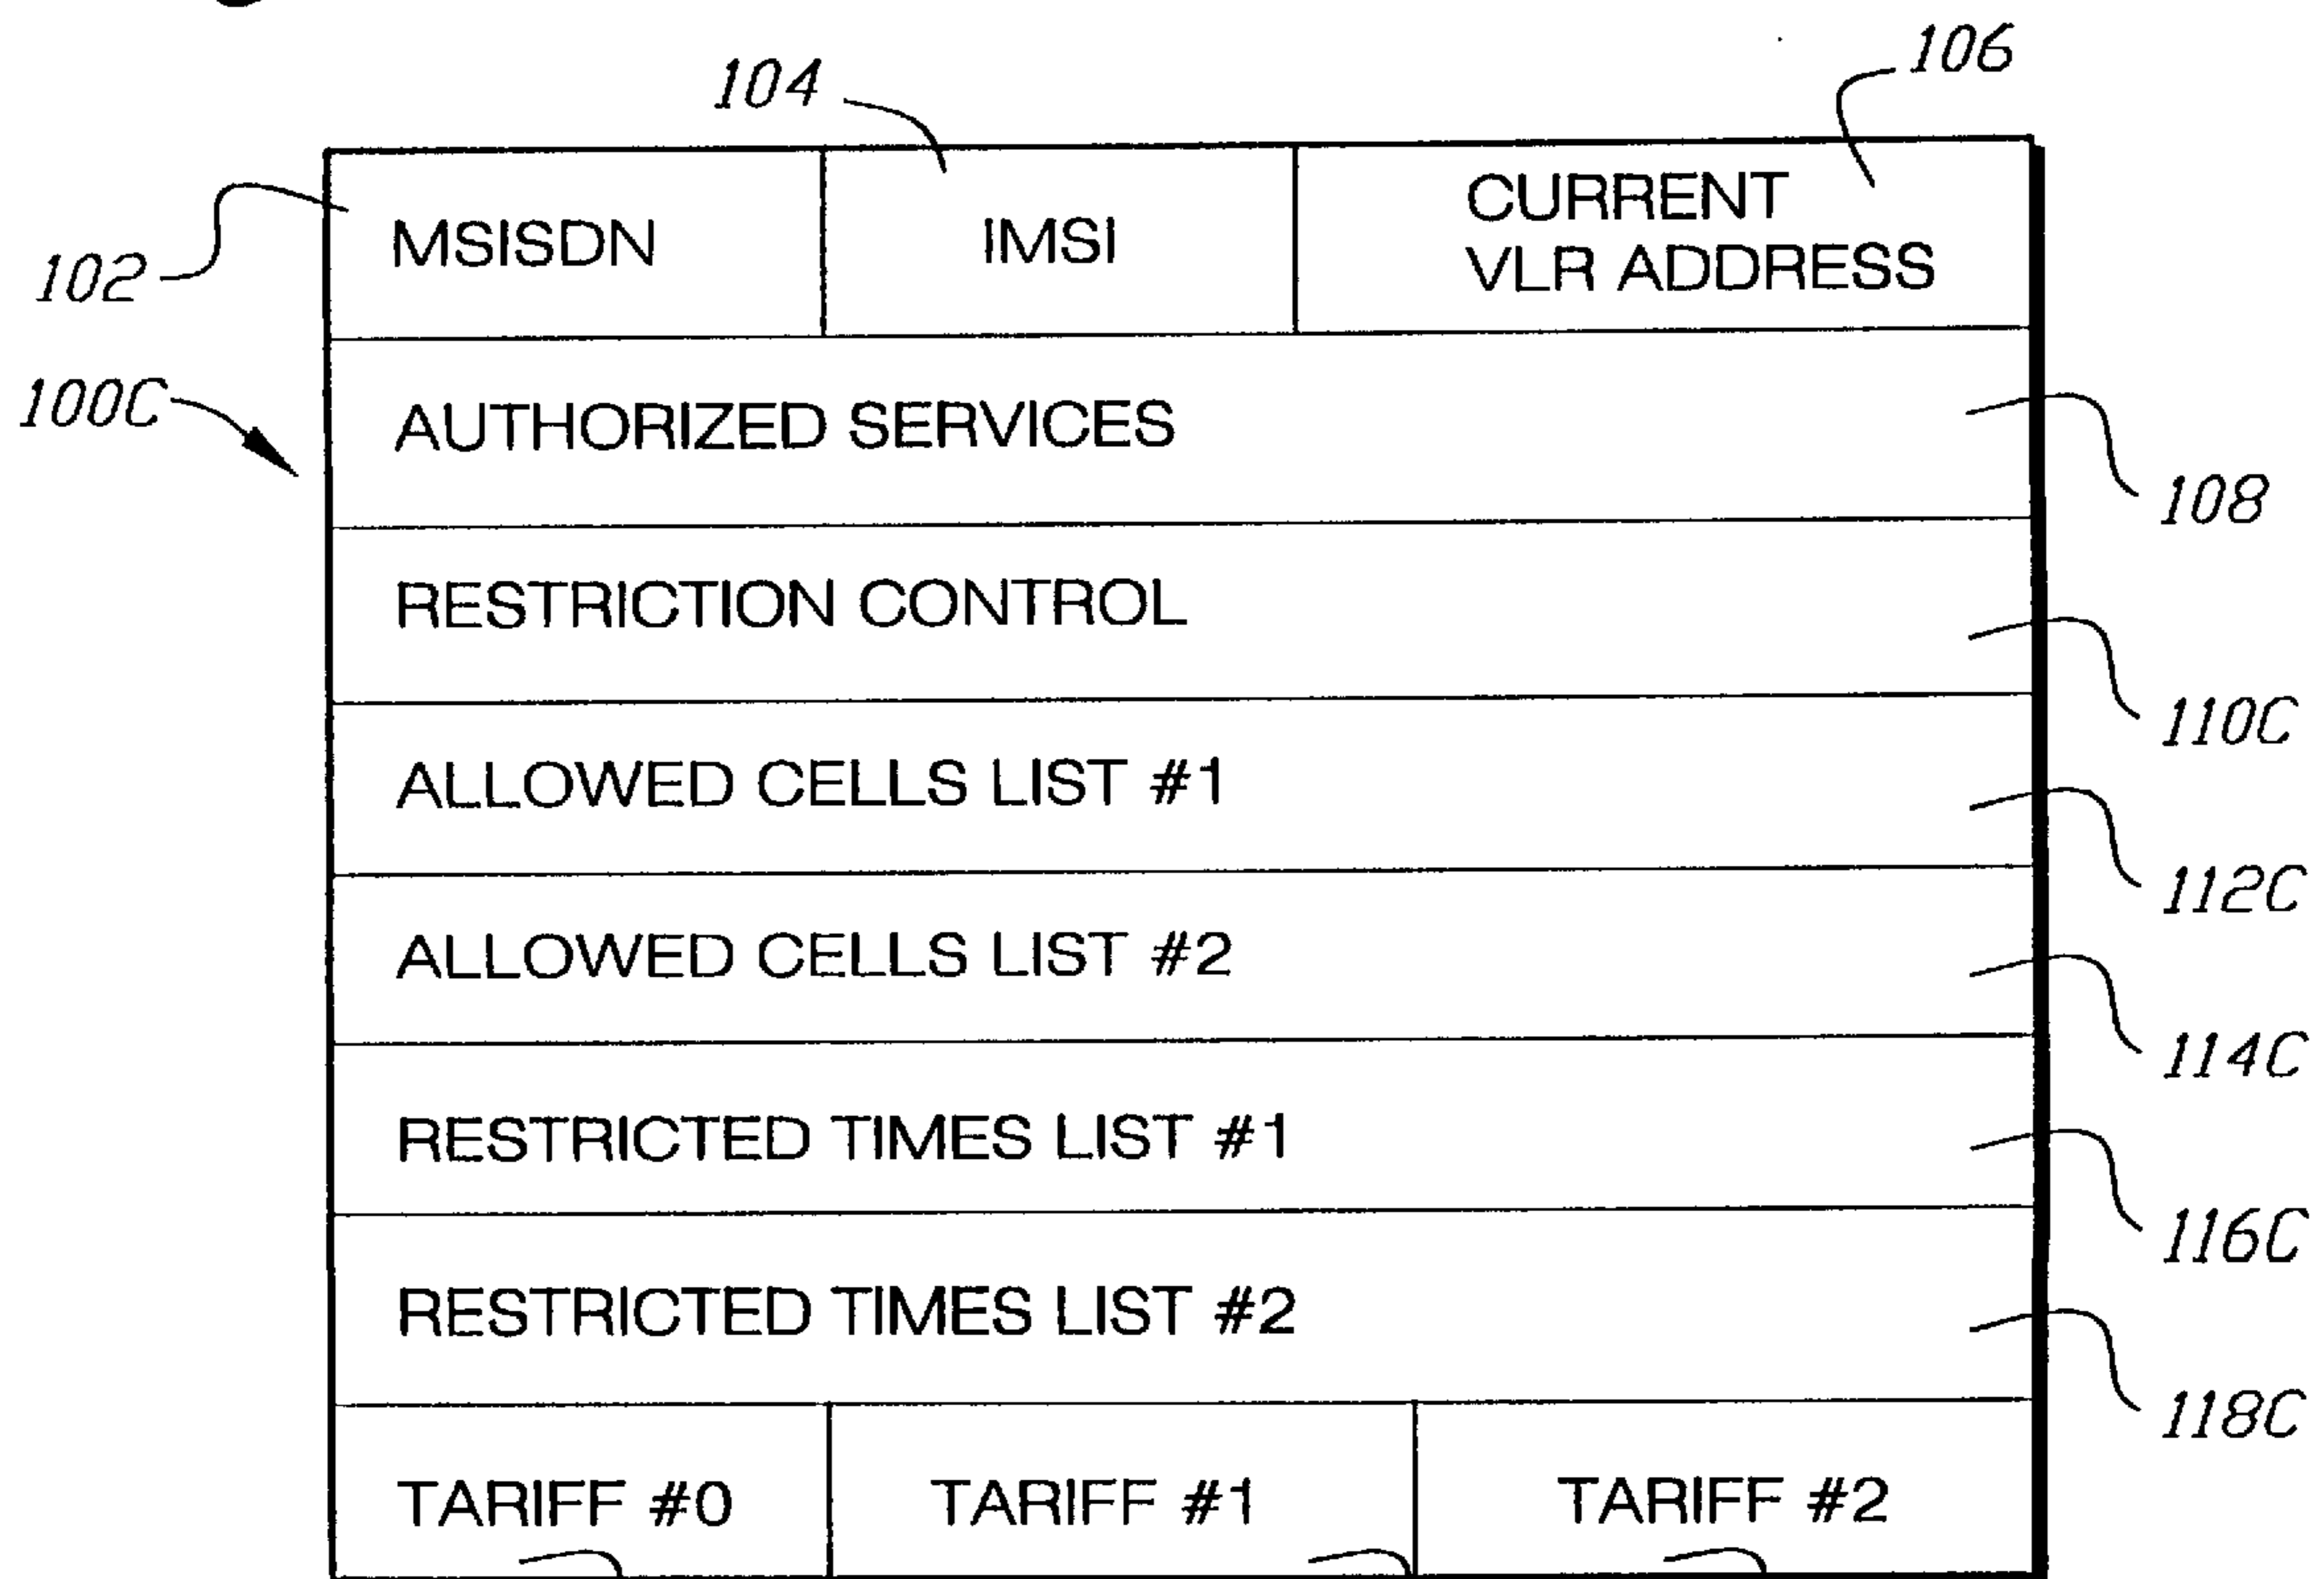 106
104
MSISDN
IMSI
CURRENT
VLR ADDRESS
102
100C
AUTHORIZED SERVICES
108
RESTRICTION CONTROL
110C
ALLOWED CELLS LIST #1
112C
ALLOWED CELLS LIST #2
114C
RESTRICTED TIMES LIST #1
116C
RESTRICTED TIMES LIST #2
118C
TARIFF #0
TARIFF #1
TARIFF #2